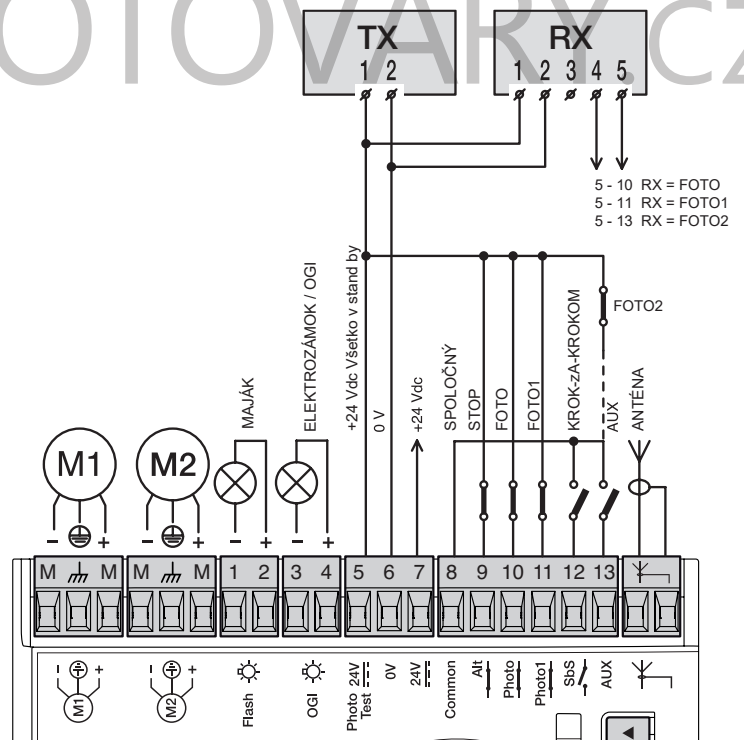 OTOVARY.CZ
TX
RX
1 2
1 2 3 4 5
5 - 10 RX = FOTO
5 - 11 RX = FOTO1
5 - 13 RX = FOTO2
FOTO2
MAJÁK
ELEKTROZÁMOK / OGI
+24 Vdc Všetko v stand by
0 V
+24 Vdc
SPOLOČNÝ
STOP
FOTO
FOTO1
KROK-zA-KROKOM
AUX
ANTÉNA
M1
M2
- +
- +
- +
- +
M M M M 1 2 3 4 5 6 7 8 9 10 11 12 13
- +
M1
- +
M2
Flash
OGI
Photo 24V
Test
0V
24V
Common
Alt
Photo
Photo1
SbS
AUX